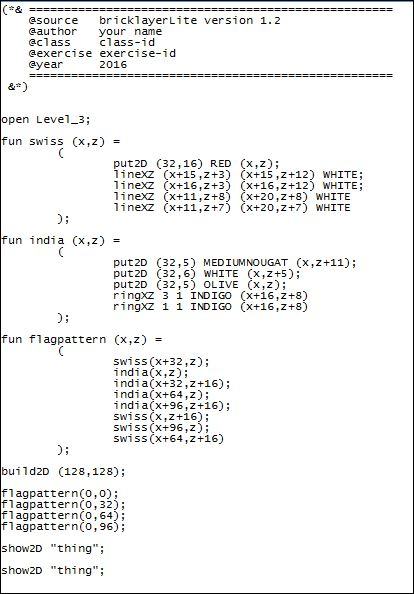 (*& ==================================================
@source bricklayerLite version 1.2
@author your name
@class class-id
@exercise exercise-id
@year 2016
==================================================
&*)
open Level_3;
fun swiss (x,z) =
(
put2D (32,16) RED (x,z);
lineXZ (x+15,z+3) (x+15,z+12) WHITE;
lineXZ (x+16,z+3) (x+16,z+12) WHITE;
lineXZ (x+11,z+8) (x+20,z+8) WHITE
lineXZ (x+11,z+7) (x+20,z+7) WHITE
);
fun india (x,z) =
(
put2D (32,5) MEDIUMNOUGAT (x,z+11);
put2D (32,6) WHITE (x,z+5);
put2D (32,5) OLIVE (x,z);
ringXZ 3 1 INDIGO (x+16,z+8)
ringXZ 1 1 INDIGO (x+16,z+8)
);
fun flagpattern (x,z) =
(
swiss(x+32,z);
india(x,z);
india(x+32,z+16);
india(x+64,z);
india(x+96,z+16);
swiss(x,z+16);
swiss(x+96,z);
swiss(x+64,z+16)
);
build2D (128,128);
flagpattern(0,0);
flagpattern(0,32);
flagpattern(0,64);
flagpattern(0,96);
show2D "thing";
show2D "thing";